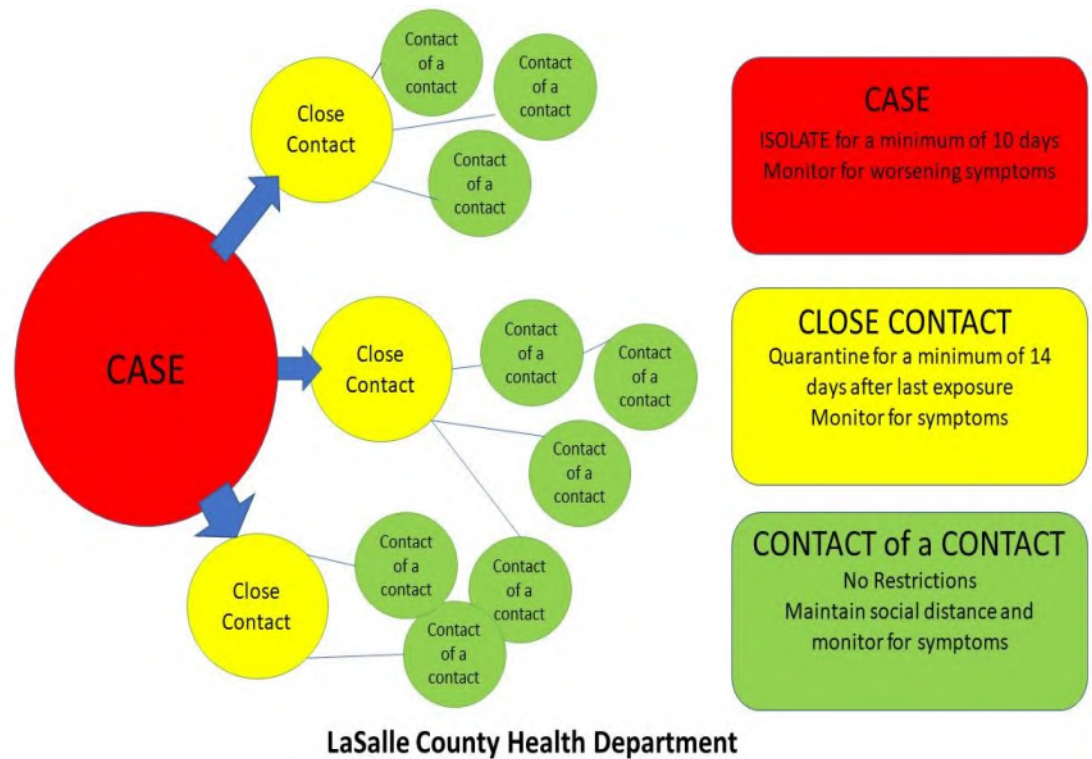 CASE
Close
Contact
Contact
of a
contact
Contact
of a
contact
Contact
of a
contact
Close
Contact
Contact
of a
contact
Contact
of a
contact
Contact
of a
contact
Close
Contact
Contact
of a
contact
Contact
of a
contact
Contact
of a
contact
CASE
ISOLATE for a minimum of 10 days
Monitor for worsening symptoms
CLOSE CONTACT
Quarantine for a minimum of 14
days after last exposure
Monitor for symptoms
CONTACT of a CONTACT
No Restrictions
Maintain social distance and
monitor for symptoms
LaSalle County Health Department